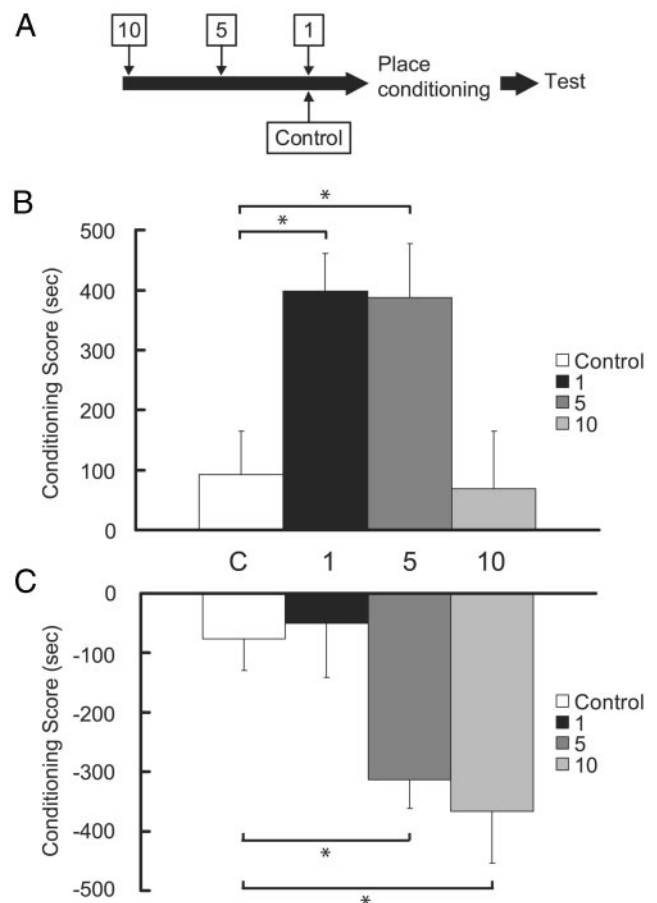 A
10
5
1
Place
conditioning
Test
Control
B
*
*
Conditioning Score (sec)
500
400
300
200
100
0
Control
1
5
10
C
1
5
10
C
Conditioning Score (sec)
0
-100
-200
-300
-400
-500
Control
1
5
10
*
*